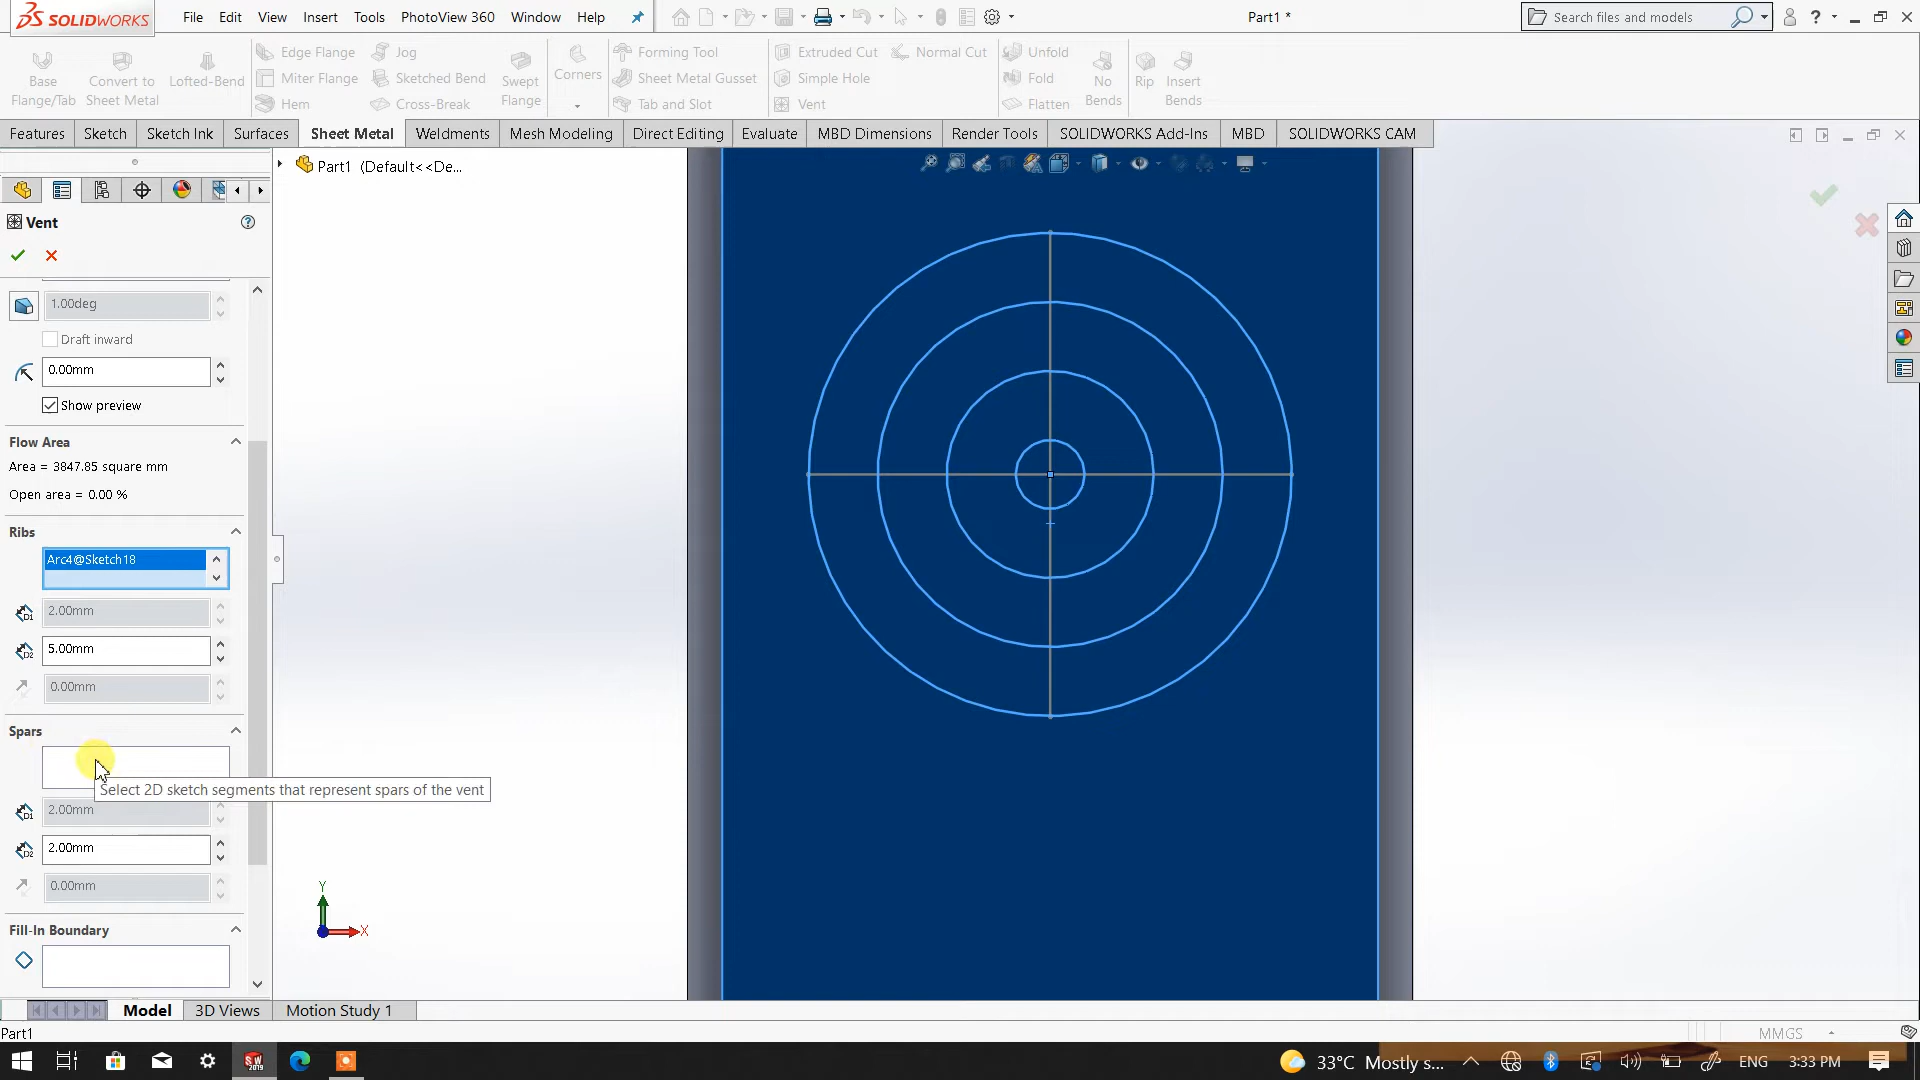 SOLIDWORKS
File Edit View Insert Tools PhotoView 360 Window Help
Part1 *
Search files and models
Base Flange/Tab
Convert to Sheet Metal
Lofted-Bend
Edge Flange
Miter Flange
Hem
Jog
Sketched Bend
Cross-Break
Swept Flange
Corners
Forming Tool
Sheet Metal Gusset
Tab and Slot
Extruded Cut
Simple Hole
Vent
Normal Cut
Unfold
Fold
Flatten
No Bends
Rip
Insert Bends
Features Sketch Sketch Ink Surfaces Sheet Metal Weldments Mesh Modeling Direct Editing Evaluate MBD Dimensions Render Tools SOLIDWORKS Add-Ins MBD SOLIDWORKS CAM
Part1 (Default<<De...
Vent
1.00deg
Draft inward
0.00mm
Show preview
Flow Area
Area = 3847.85 square mm
Open area = 0.00 %
Ribs
Arc4@Sketch18
D1 2.00mm
D2 5.00mm
0.00mm
Spars
Select 2D sketch segments that represent spars of the vent
D1 2.00mm
D2 2.00mm
0.00mm
Fill-In Boundary
Y
X
Model 3D Views Motion Study 1
Part1
MMGS
SW 2019
33°C Mostly s...
ENG
3:33 PM